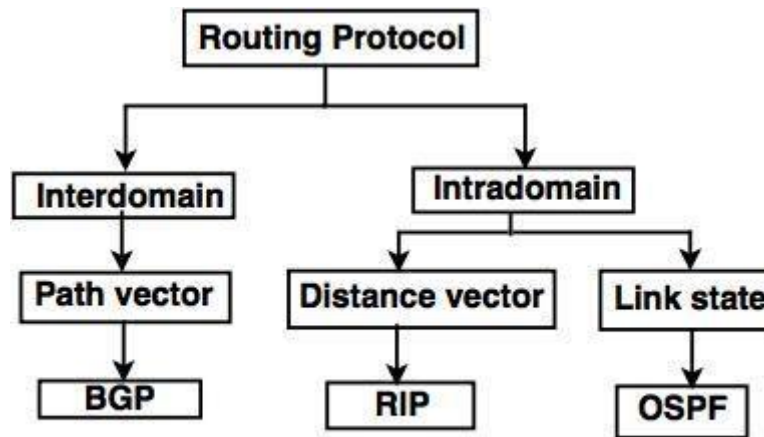 Routing Protocol
Interdomain
Intradomain
Path vector
Distance vector
Link state
BGP
RIP
OSPF